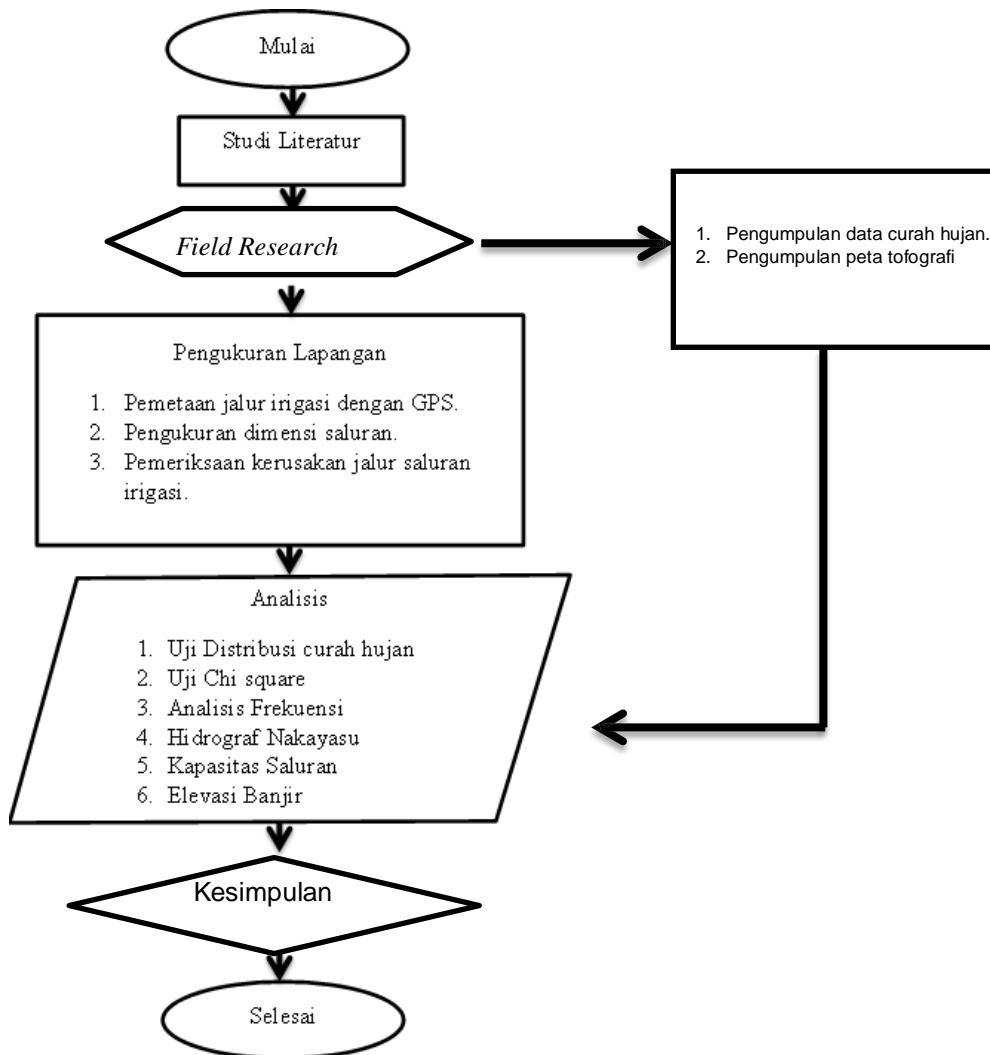 Mulai
Studi Literatur
Field Research
1. Pengumpulan data curah hujan.
2. Pengumpulan peta tofografi
Pengukuran Lapangan
1. Pemetaan jalur irigasi dengan GPS.
2. Pengukuran dimensi saluran.
3. Pemeriksaan kerusakan jalur saluran
irigasi.
Analisis
1. Uji Distribusi curah hujan
2. Uji Chi square
3. Analisis Frekuensi
4. Hidrograf Nakayasu
5. Kapasitas Saluran
6. Elevasi Banjir
Kesimpulan
Selesai